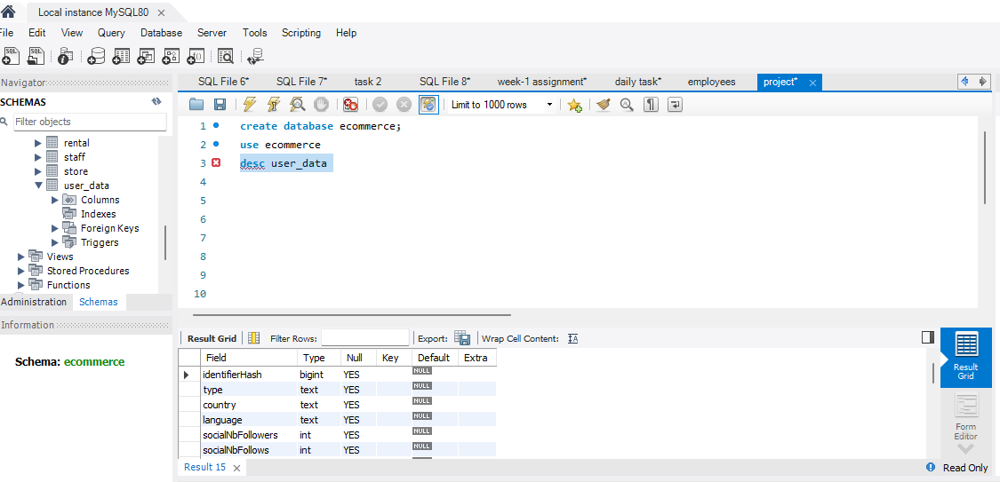 Local instance MySQL80
File Edit View Query Database Server Tools Scripting Help
Navigator
SCHEMAS
Filter objects
rental
staff
store
user_data
Columns
Indexes
Foreign Keys
Triggers
Views
Stored Procedures
Functions
Administration Schemas
Information
Schema: ecommerce
SQL File 6* SQL File 7* task 2 SQL File 8* week-1 assignment* daily task* employees project*
Limit to 1000 rows
1 create database ecommerce;
2 use ecommerce
3 desc user_data
4
5
6
7
8
9
10
Result Grid Filter Rows: Export: Wrap Cell Content:
Field Type Null Key Default Extra
identifierHash bigint YES NULL
type text YES NULL
country text YES NULL
language text YES NULL
socialNbFollowers int YES NULL
socialNbFollows int YES NULL
Result 15
Result
Grid
Form
Editor
Read Only